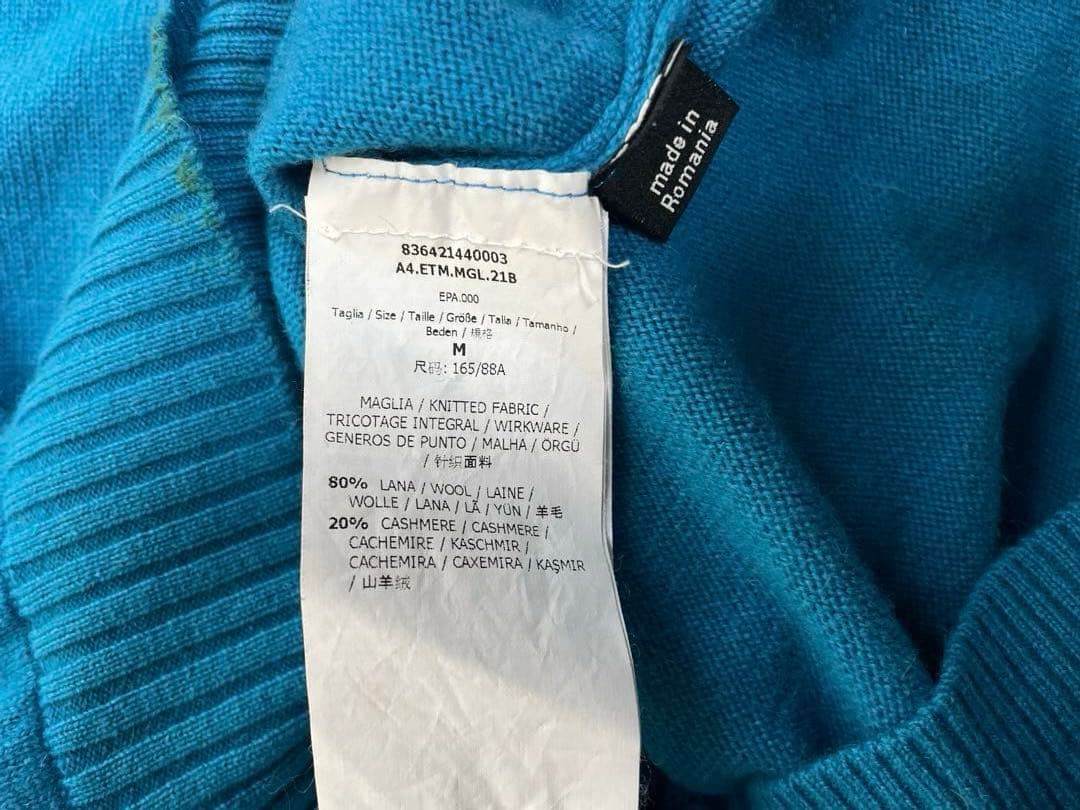 made in
Romania
836421440003
A4.ETM.MGL.21B
EPA.000
Taglia / Size / Taille / Größe / Talla / Tamanho /
Beden / 规格
M
尺码: 165/88A
MAGLIA / KNITTED FABRIC /
TRICOTAGE INTEGRAL / WIRKWARE /
GENEROS DE PUNTO / MALHA / ÖRGÜ
/ 针织面料
80% LANA / WOOL / LAINE /
WOLLE / LANA / LÃ / YÜN / 羊毛
20% CASHMERE / CASHMERE /
CACHEMIRE / KASCHMIR /
CACHEMIRA / CAXEMIRA / KAŞMIR
/ 山羊绒